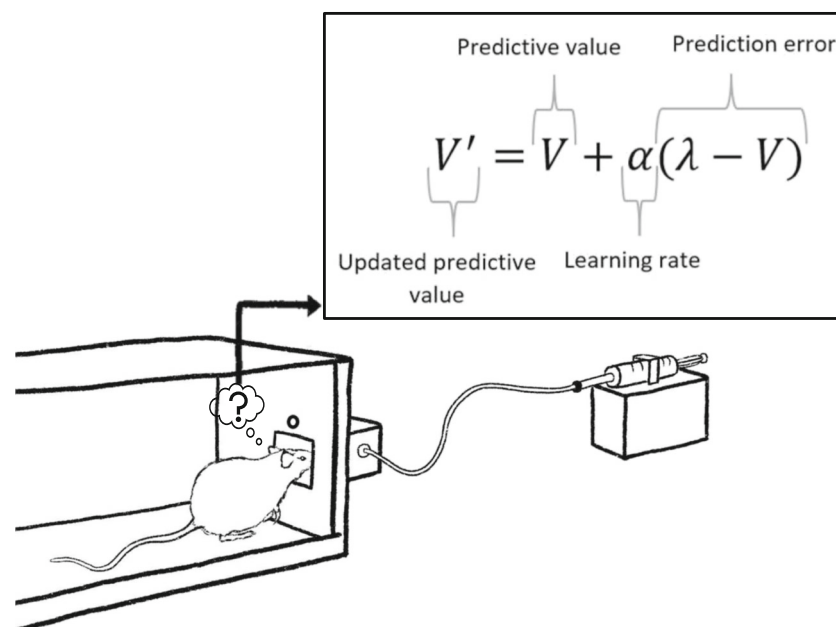 Predictive value
Prediction error
V′ = V + α(λ − V)
Updated predictive
value
Learning rate
?